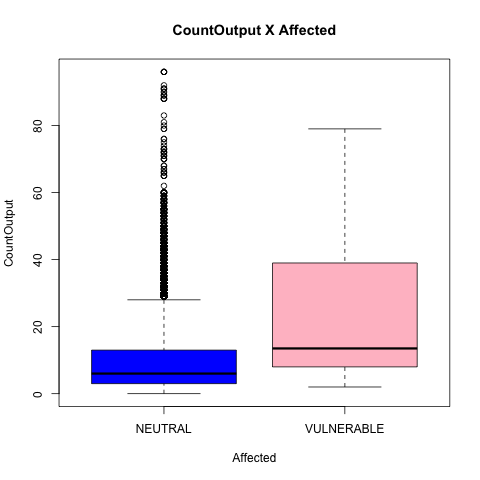 CountOutput X Affected
CountOutput
80
60
40
20
0
NEUTRAL
VULNERABLE
Affected